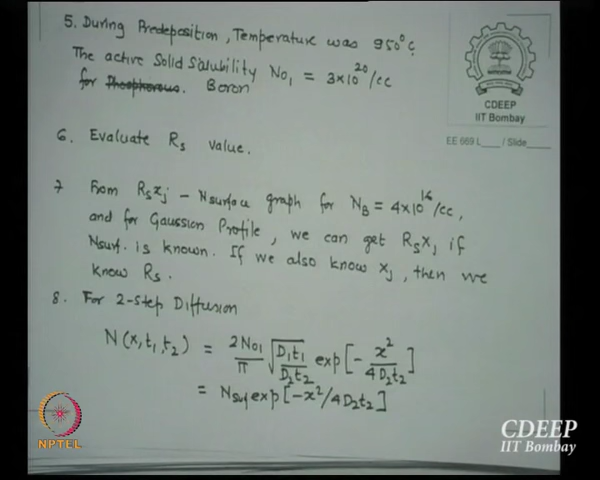 5. During Predeposition, Temperature was 950°C.
The active Solid Solubility No1 = 3×10^20/cc
for Phosphorous. Boron
6. Evaluate Rs value.
7 From Rsxj - Nsurface graph for NB = 4×10^16/cc,
and for Gaussion Profile, we can get Rsxj if
Nsurf. is known. If we also know xj, then we
know Rs.
8. For 2-step Diffusion
N(x,t1,t2) = 2No1/π √(D1t1/D2t2) exp[-x²/4D2t2]
= Nsurf exp[-x²/4D2t2]
CDEEP
IIT Bombay
EE 669 L___ / Slide___
NPTEL
CDEEP
IIT Bombay